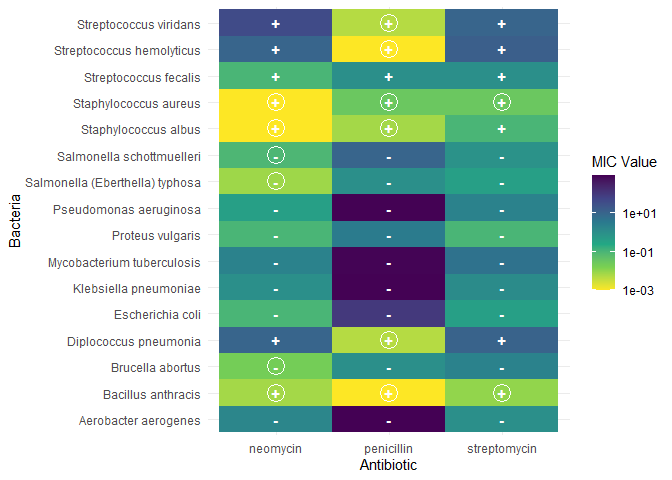 Streptococcus viridans + + +
Streptococcus hemolyticus + + +
Streptococcus fecalis + + +
Staphylococcus aureus + + +
Staphylococcus albus + + +
Salmonella schottmuelleri - - -
Salmonella (Eberthella) typhosa - - -
Pseudomonas aeruginosa - - -
Proteus vulgaris - - -
Mycobacterium tuberculosis - - -
Klebsiella pneumoniae - - -
Escherichia coli - - -
Diplococcus pneumonia + + +
Brucella abortus - - -
Bacillus anthracis + + +
Aerobacter aerogenes - - -
Bacteria
neomycin penicillin streptomycin
Antibiotic
MIC Value
1e+01
1e-01
1e-03